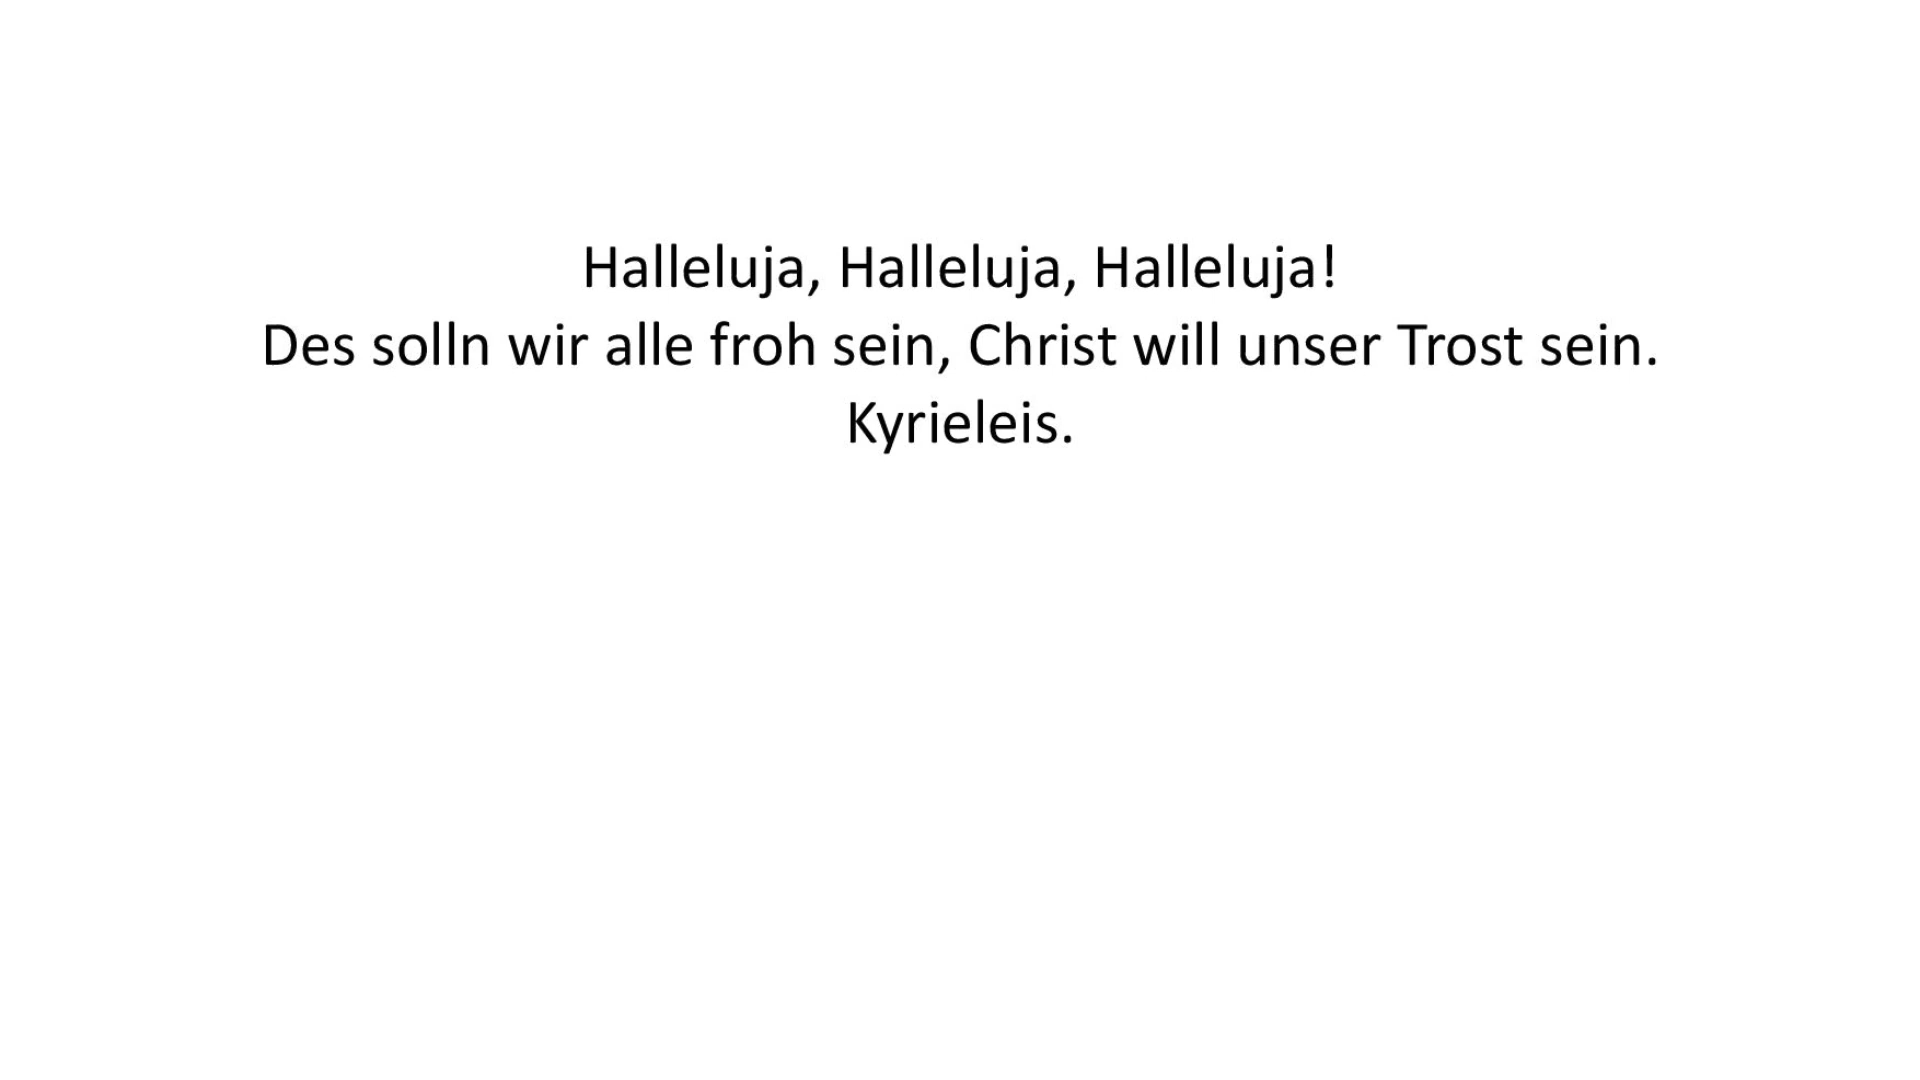 Halleluja, Halleluja, Halleluja!
Des solln wir alle froh sein, Christ will unser Trost sein.
Kyrieleis.